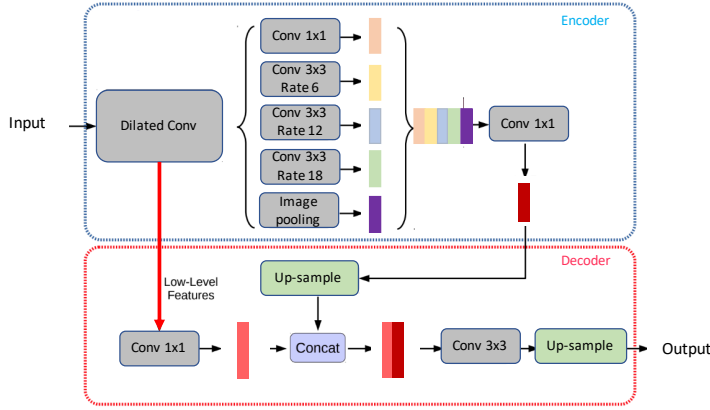 Encoder
Conv 1x1
Conv 3x3
Rate 6
Input
Dilated Conv
Conv 3x3
Rate 12
Conv 1x1
Conv 3x3
Rate 18
Image
pooling
Decoder
Low-Level
Features
Up-sample
Conv 1x1
Concat
Conv 3x3
Up-sample
Output